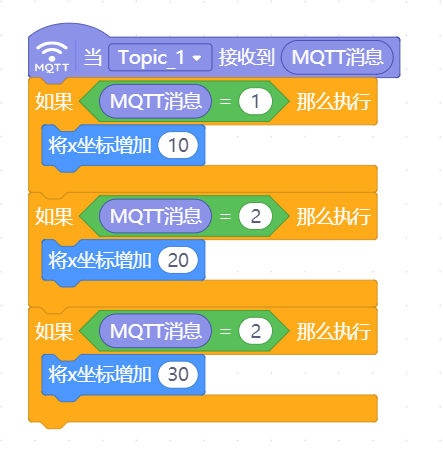 MQTT 当 Topic_1 接收到 MQTT消息
如果 MQTT消息 = 1 那么执行
将x坐标增加 10
如果 MQTT消息 = 2 那么执行
将x坐标增加 20
如果 MQTT消息 = 2 那么执行
将x坐标增加 30